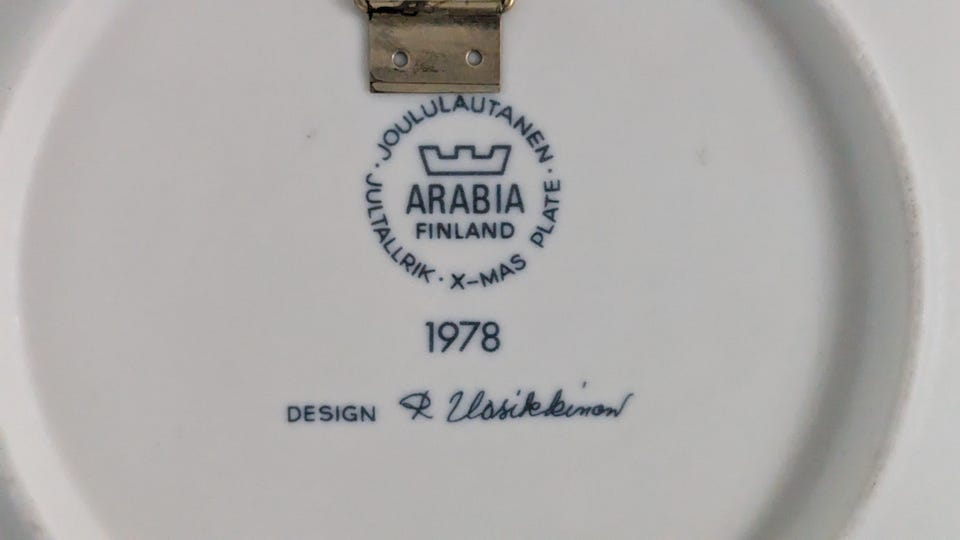 · JOULULAUTANEN ·
ARABIA
FINLAND
JULTALLRIK · X-MAS PLATE
1978
DESIGN R Uosikkinen